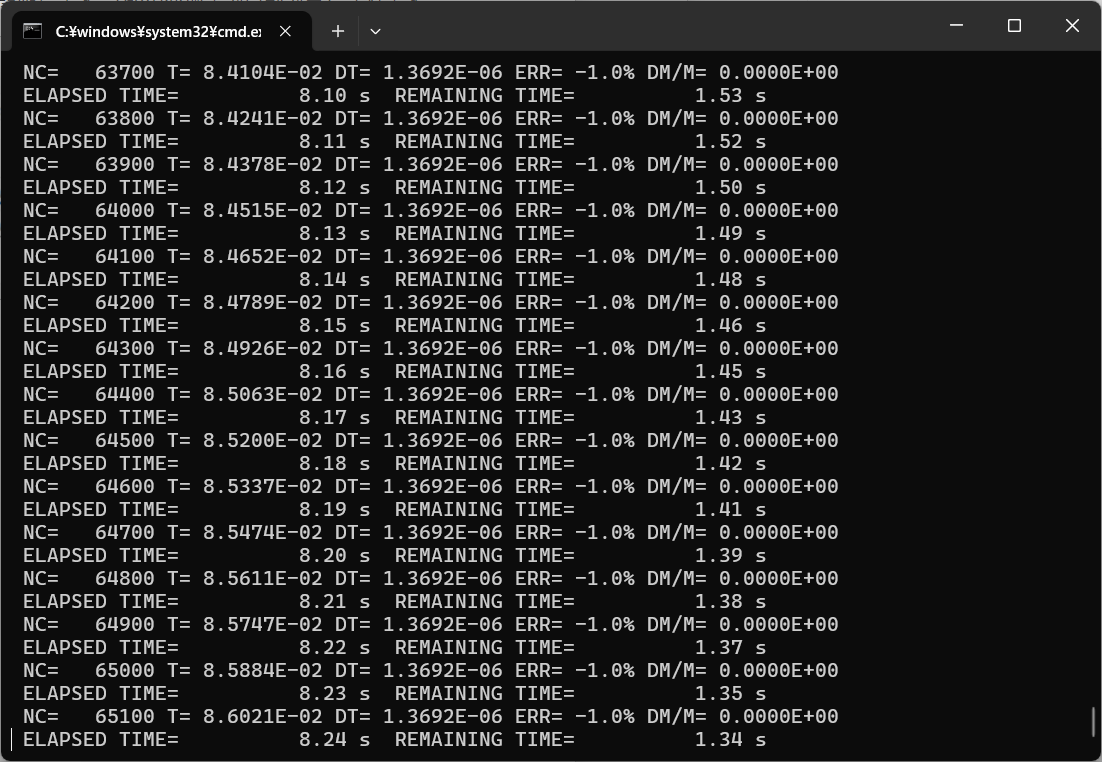 C:¥windows¥system32¥cmd.e
NC=   63700 T= 8.4104E-02 DT= 1.3692E-06 ERR= -1.0% DM/M= 0.0000E+00
ELAPSED TIME=          8.10 s  REMAINING TIME=          1.53 s
NC=   63800 T= 8.4241E-02 DT= 1.3692E-06 ERR= -1.0% DM/M= 0.0000E+00
ELAPSED TIME=          8.11 s  REMAINING TIME=          1.52 s
NC=   63900 T= 8.4378E-02 DT= 1.3692E-06 ERR= -1.0% DM/M= 0.0000E+00
ELAPSED TIME=          8.12 s  REMAINING TIME=          1.50 s
NC=   64000 T= 8.4515E-02 DT= 1.3692E-06 ERR= -1.0% DM/M= 0.0000E+00
ELAPSED TIME=          8.13 s  REMAINING TIME=          1.49 s
NC=   64100 T= 8.4652E-02 DT= 1.3692E-06 ERR= -1.0% DM/M= 0.0000E+00
ELAPSED TIME=          8.14 s  REMAINING TIME=          1.48 s
NC=   64200 T= 8.4789E-02 DT= 1.3692E-06 ERR= -1.0% DM/M= 0.0000E+00
ELAPSED TIME=          8.15 s  REMAINING TIME=          1.46 s
NC=   64300 T= 8.4926E-02 DT= 1.3692E-06 ERR= -1.0% DM/M= 0.0000E+00
ELAPSED TIME=          8.16 s  REMAINING TIME=          1.45 s
NC=   64400 T= 8.5063E-02 DT= 1.3692E-06 ERR= -1.0% DM/M= 0.0000E+00
ELAPSED TIME=          8.17 s  REMAINING TIME=          1.43 s
NC=   64500 T= 8.5200E-02 DT= 1.3692E-06 ERR= -1.0% DM/M= 0.0000E+00
ELAPSED TIME=          8.18 s  REMAINING TIME=          1.42 s
NC=   64600 T= 8.5337E-02 DT= 1.3692E-06 ERR= -1.0% DM/M= 0.0000E+00
ELAPSED TIME=          8.19 s  REMAINING TIME=          1.41 s
NC=   64700 T= 8.5474E-02 DT= 1.3692E-06 ERR= -1.0% DM/M= 0.0000E+00
ELAPSED TIME=          8.20 s  REMAINING TIME=          1.39 s
NC=   64800 T= 8.5611E-02 DT= 1.3692E-06 ERR= -1.0% DM/M= 0.0000E+00
ELAPSED TIME=          8.21 s  REMAINING TIME=          1.38 s
NC=   64900 T= 8.5747E-02 DT= 1.3692E-06 ERR= -1.0% DM/M= 0.0000E+00
ELAPSED TIME=          8.22 s  REMAINING TIME=          1.37 s
NC=   65000 T= 8.5884E-02 DT= 1.3692E-06 ERR= -1.0% DM/M= 0.0000E+00
ELAPSED TIME=          8.23 s  REMAINING TIME=          1.35 s
NC=   65100 T= 8.6021E-02 DT= 1.3692E-06 ERR= -1.0% DM/M= 0.0000E+00
ELAPSED TIME=          8.24 s  REMAINING TIME=          1.34 s